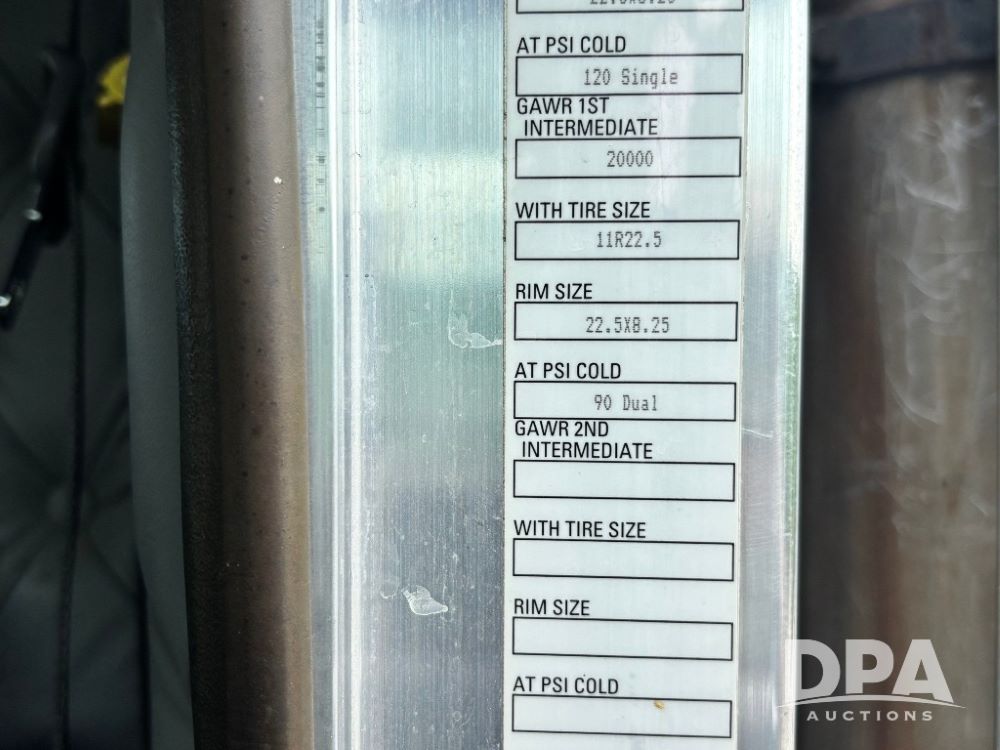 AT PSI COLD
120 Single
GAWR 1ST
INTERMEDIATE
20000
WITH TIRE SIZE
11R22.5
RIM SIZE
22.5X8.25
AT PSI COLD
90 Dual
GAWR 2ND
INTERMEDIATE
WITH TIRE SIZE
RIM SIZE
AT PSI COLD
DPA
AUCTIONS